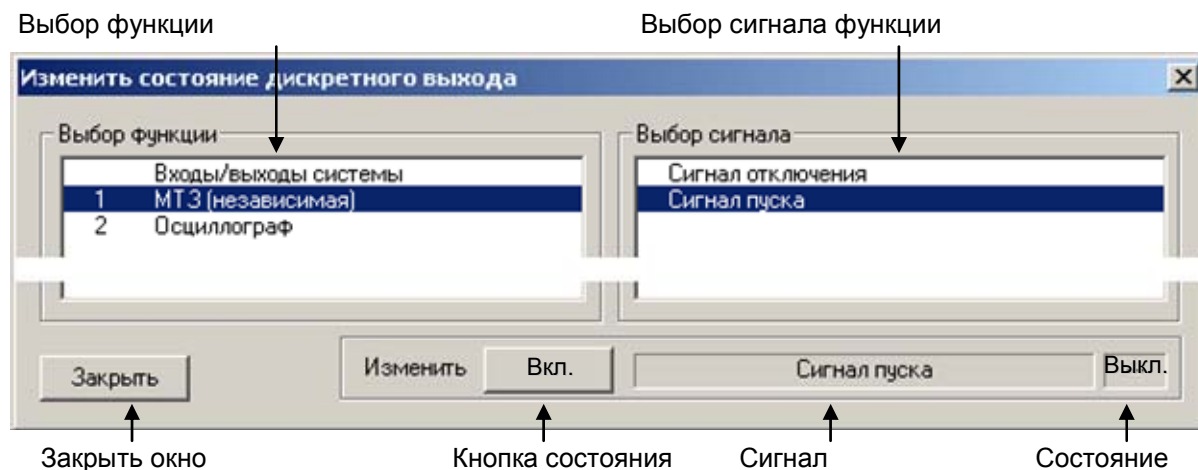 Выбор функции Выбор сигнала функции
Изменить состояние дискретного выхода
Выбор функции Выбор сигнала
Входы/выходы системы Сигнал отключения
1 МТЗ (независимая) Сигнал пуска
2 Осциллограф
Закрыть Изменить Вкл. Сигнал пуска Выкл.
Закрыть окно Кнопка состояния Сигнал Состояние